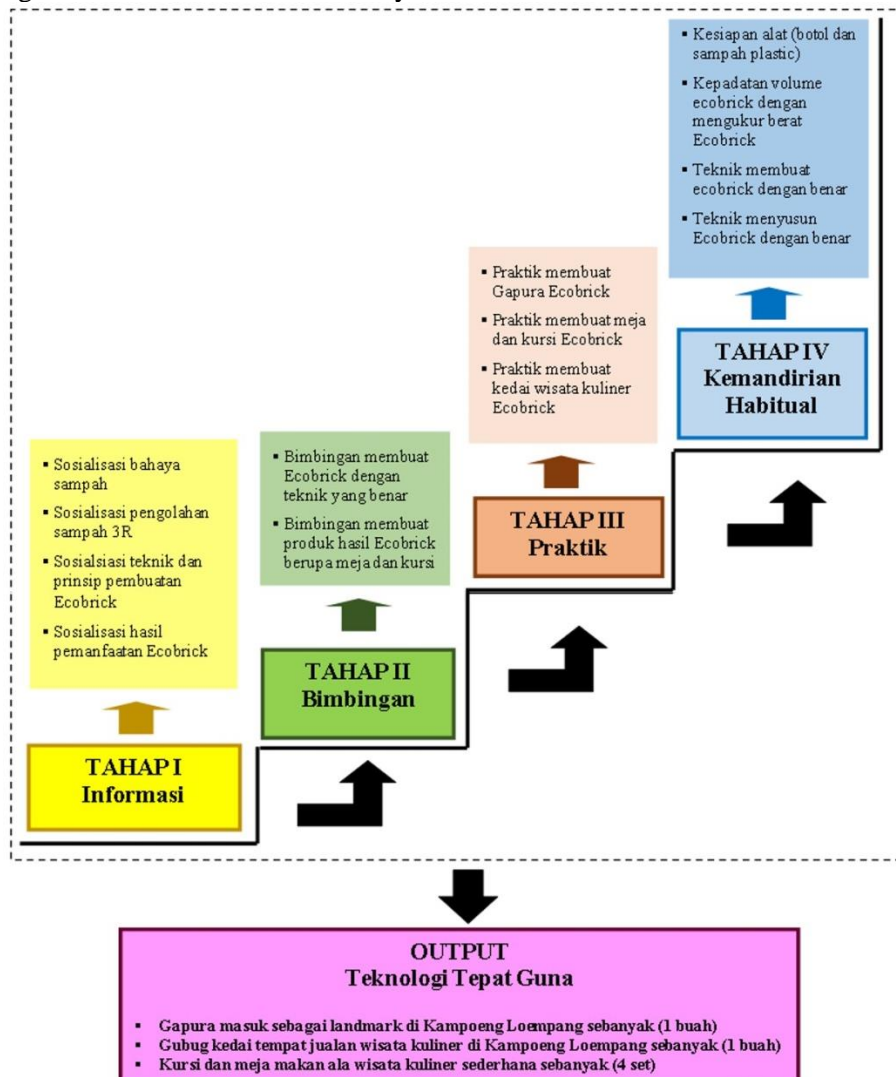 ▪ Kesiapan alat (botol dan
sampah plastic)
▪ Kepadatan volume
ecobrick dengan
mengukur berat
Ecobrick
▪ Teknik membuat
ecobrick dengan benar
▪ Teknik menyusun
Ecobrick dengan benar
TAHAP IV
Kemandirian
Habitual
▪ Praktik membuat
Gapura Ecobrick
▪ Praktik membuat meja
dan kursi Ecobrick
▪ Praktik membuat
kedai wisata kuliner
Ecobrick
TAHAP III
Praktik
▪ Bimbingan membuat
Ecobrick dengan
teknik yang benar
▪ Bimbingan membuat
produk hasil Ecobrick
berupa meja dan kursi
TAHAP II
Bimbingan
▪ Sosialisasi bahaya
sampah
▪ Sosialisasi pengolahan
sampah 3R
▪ Sosialsiasi teknik dan
prinsip pembuatan
Ecobrick
▪ Sosialisasi hasil
pemanfaatan Ecobrick
TAHAP I
Informasi
OUTPUT
Teknologi Tepat Guna
▪ Gapura masuk sebagai landmark di Kampoeng Loempang sebanyak (1 buah)
▪ Gubug kedai tempat jualan wisata kuliner di Kampoeng Loempang sebanyak (1 buah)
▪ Kursi dan meja makan ala wisata kuliner sederhana sebanyak (4 set)